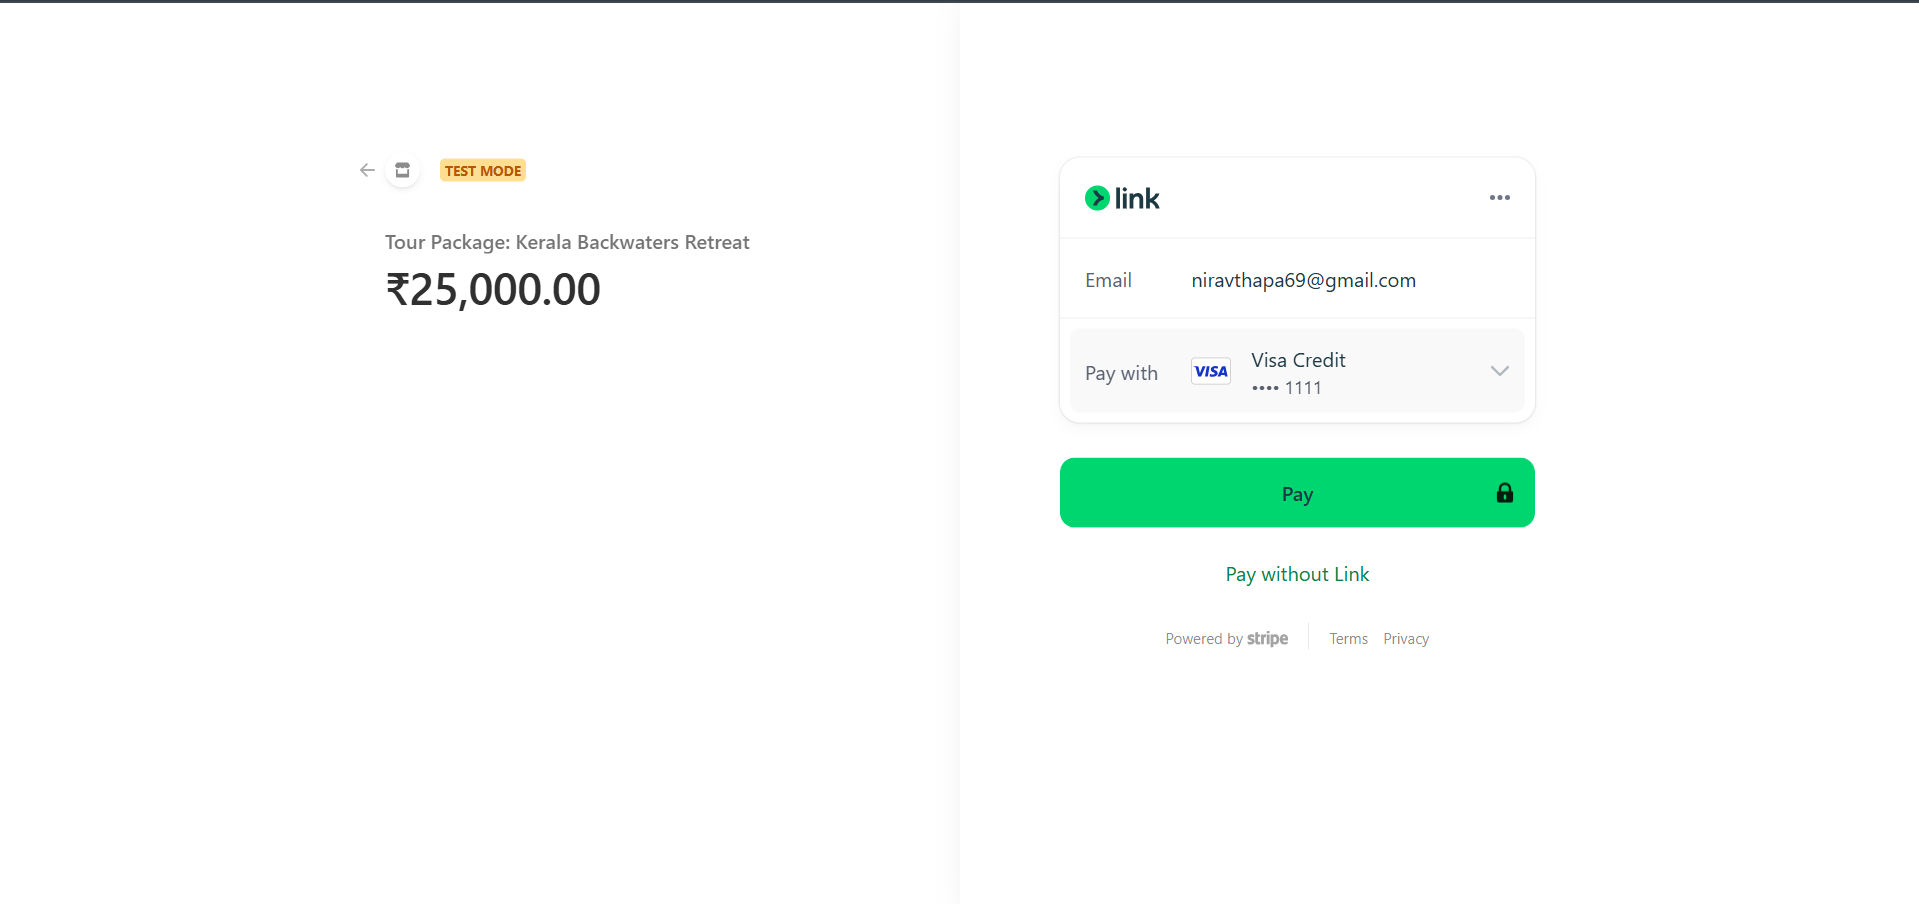 TEST MODE
Tour Package: Kerala Backwaters Retreat
₹25,000.00
link
Email niravthapa69@gmail.com
Pay with VISA Visa Credit
•••• 1111
Pay
Pay without Link
Powered by stripe Terms Privacy